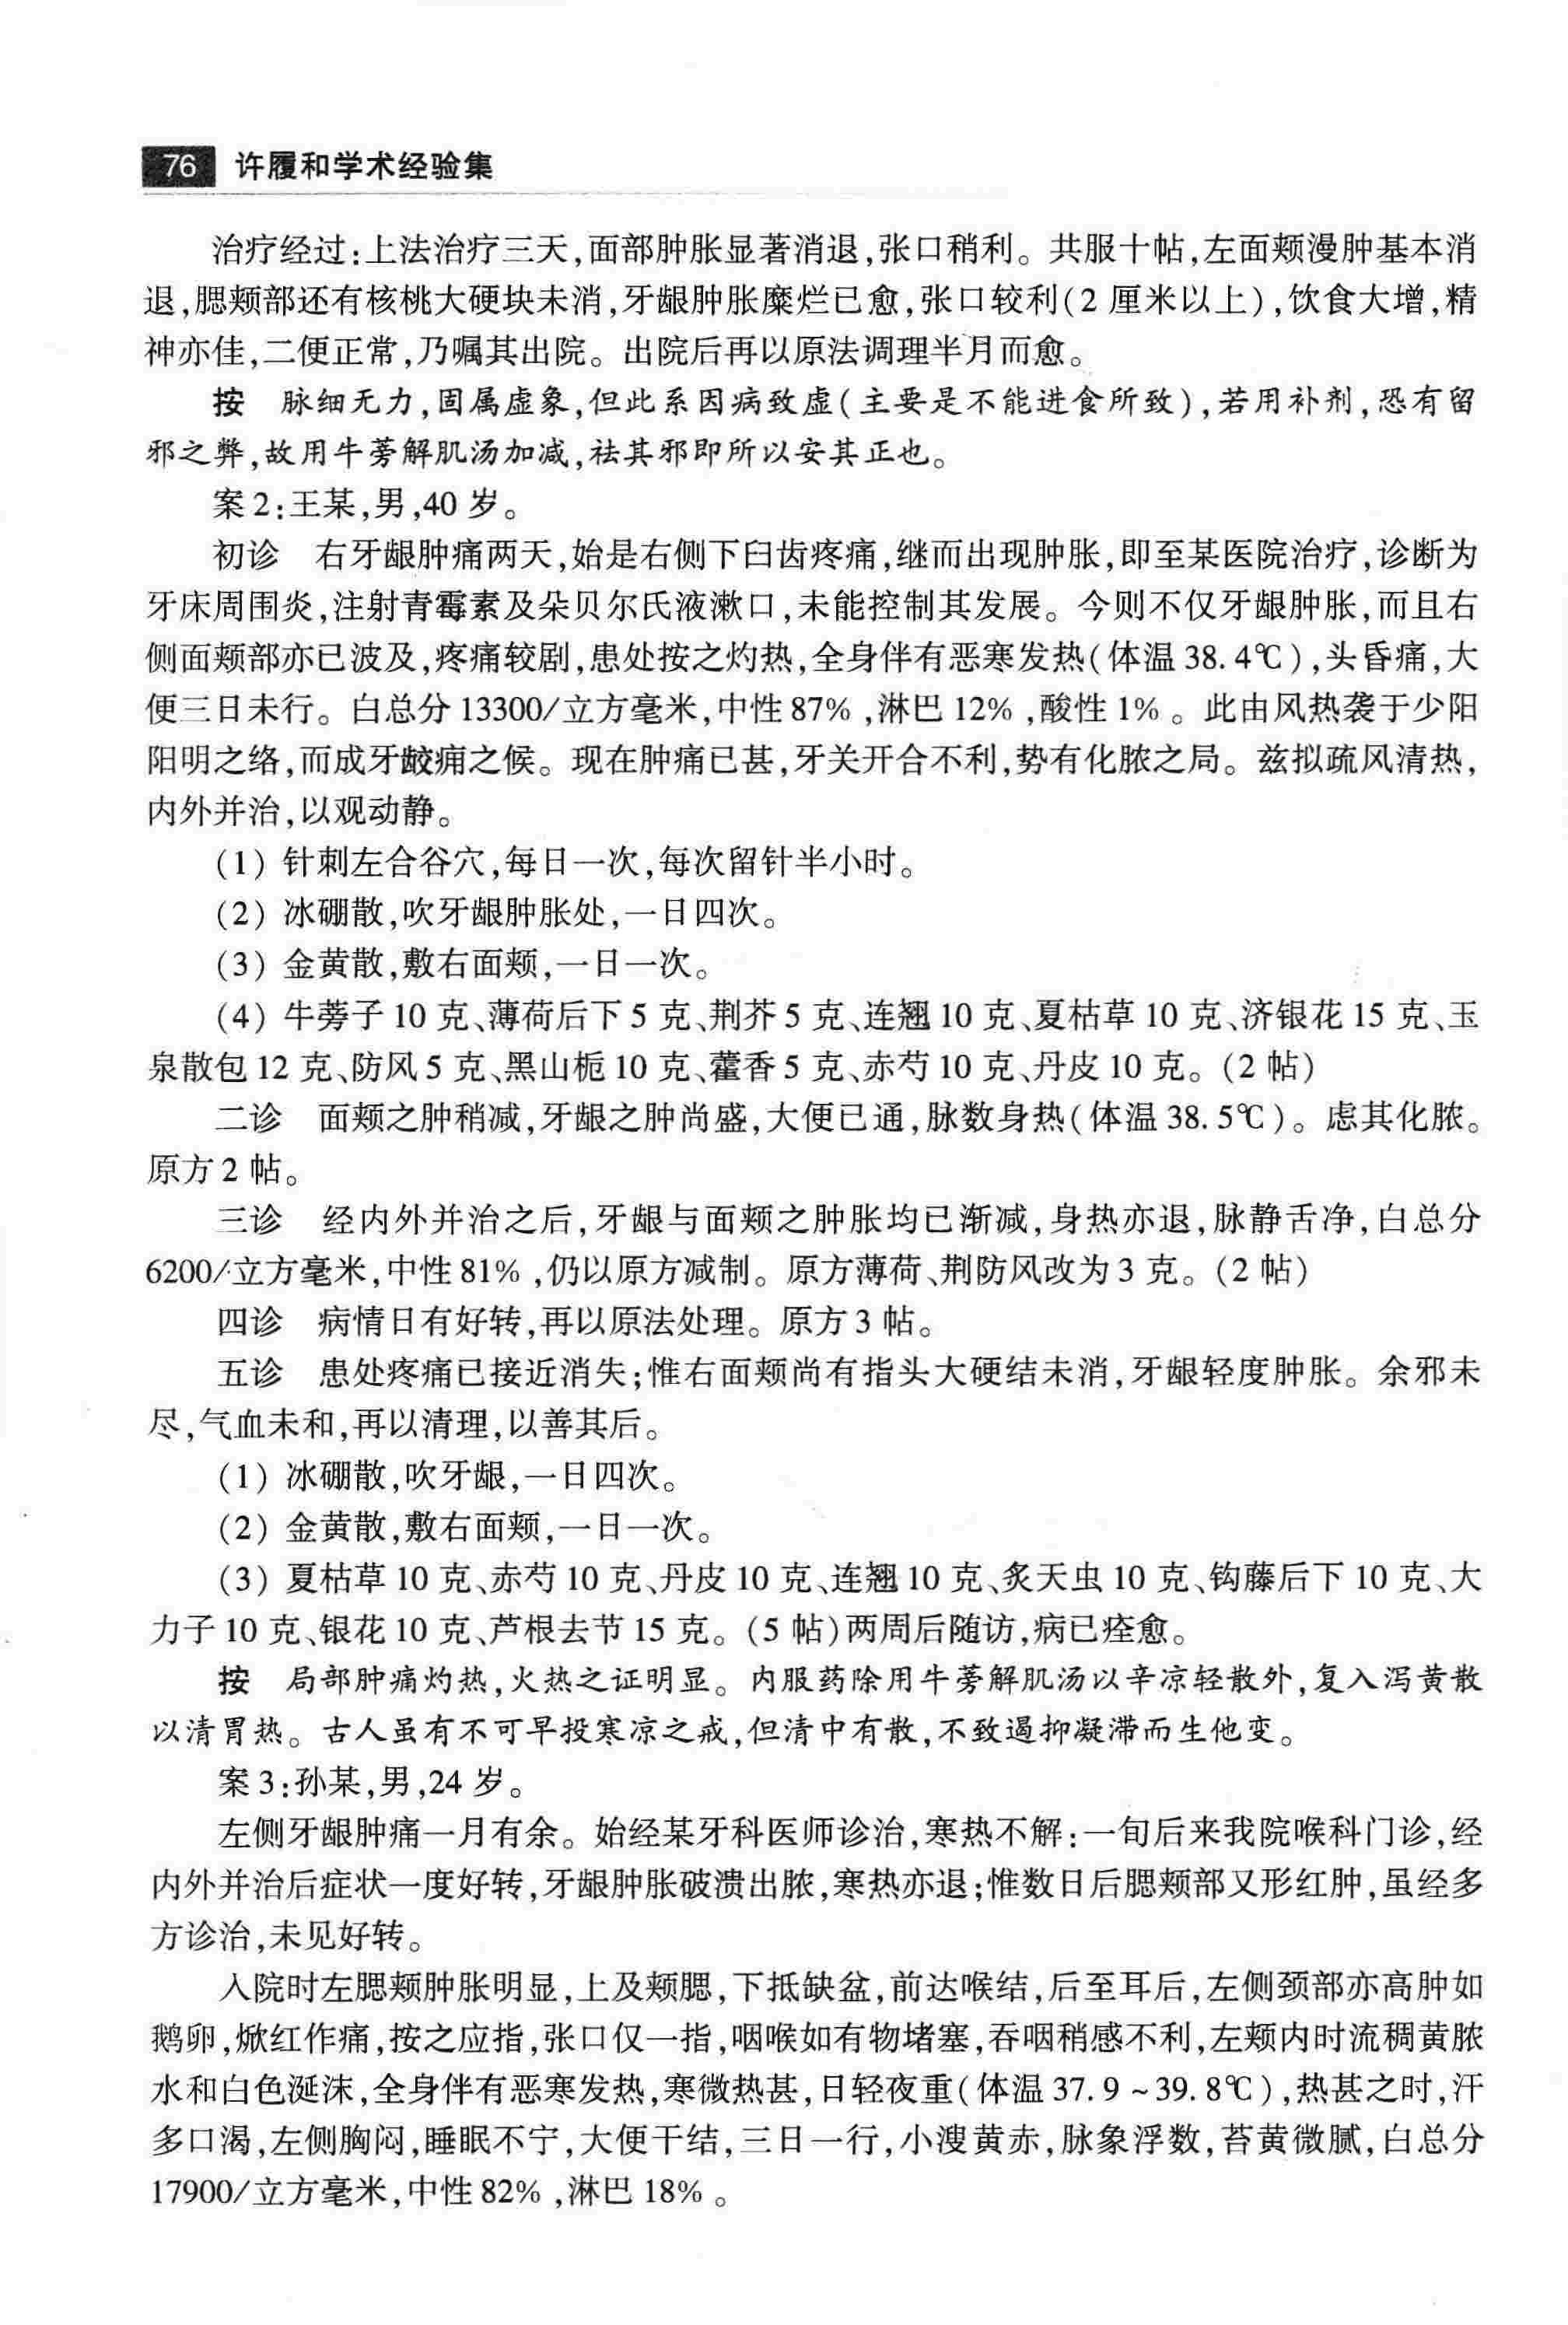 76 许履和学术经验集
治疗经过:上法治疗三天,面部肿胀显著消退,张口稍利。共服十帖,左面颊漫肿基本消
退,腮颊部还有核桃大硬块未消,牙龈肿胀糜烂已愈,张口较利(2 厘米以上),饮食大增,精
神亦佳,二便正常,乃嘱其出院。出院后再以原法调理半月而愈。
按　脉细无力,固属虚象,但此系因病致虚(主要是不能进食所致),若用补剂,恐有留
邪之弊,故用牛蒡解肌汤加减,祛其邪即所以安其正也。
案 2:王某,男,40 岁。
初诊　右牙龈肿痛两天,始是右侧下臼齿疼痛,继而出现肿胀,即至某医院治疗,诊断为
牙床周围炎,注射青霉素及朵贝尔氏液漱口,未能控制其发展。今则不仅牙龈肿胀,而且右
侧面颊部亦已波及,疼痛较剧,患处按之灼热,全身伴有恶寒发热(体温 38.4℃),头昏痛,大
便三日未行。白总分 13300/立方毫米,中性 87%,淋巴 12%,酸性 1%。此由风热袭于少阳
阳明之络,而成牙齩痈之候。现在肿痛已甚,牙关开合不利,势有化脓之局。兹拟疏风清热,
内外并治,以观动静。
(1) 针刺左合谷穴,每日一次,每次留针半小时。
(2) 冰硼散,吹牙龈肿胀处,一日四次。
(3) 金黄散,敷右面颊,一日一次。
(4) 牛蒡子 10 克、薄荷后下 5 克、荆芥 5 克、连翘 10 克、夏枯草 10 克、济银花 15 克、玉
泉散包 12 克、防风 5 克、黑山栀 10 克、藿香 5 克、赤芍 10 克、丹皮 10 克。(2 帖)
二诊　面颊之肿稍减,牙龈之肿尚盛,大便已通,脉数身热(体温 38.5℃)。虑其化脓。
原方 2 帖。
三诊　经内外并治之后,牙龈与面颊之肿胀均已渐减,身热亦退,脉静舌净,白总分
6200/立方毫米,中性 81%,仍以原方减制。原方薄荷、荆防风改为 3 克。(2 帖)
四诊　病情日有好转,再以原法处理。原方 3 帖。
五诊　患处疼痛已接近消失;惟右面颊尚有指头大硬结未消,牙龈轻度肿胀。余邪未
尽,气血未和,再以清理,以善其后。
(1) 冰硼散,吹牙龈,一日四次。
(2) 金黄散,敷右面颊,一日一次。
(3) 夏枯草 10 克、赤芍 10 克、丹皮 10 克、连翘 10 克、炙天虫 10 克、钩藤后下 10 克、大
力子 10 克、银花 10 克、芦根去节 15 克。(5 帖)两周后随访,病已痊愈。
按　局部肿痛灼热,火热之证明显。内服药除用牛蒡解肌汤以辛凉轻散外,复入泻黄散
以清胃热。古人虽有不可早投寒凉之戒,但清中有散,不致遏抑凝滞而生他变。
案 3:孙某,男,24 岁。
左侧牙龈肿痛一月有余。始经某牙科医师诊治,寒热不解:一旬后来我院喉科门诊,经
内外并治后症状一度好转,牙龈肿胀破溃出脓,寒热亦退;惟数日后腮颊部又形红肿,虽经多
方诊治,未见好转。
入院时左腮颊肿胀明显,上及颊腮,下抵缺盆,前达喉结,后至耳后,左侧颈部亦高肿如
鹅卵,焮红作痛,按之应指,张口仅一指,咽喉如有物堵塞,吞咽稍感不利,左颊内时流稠黄脓
水和白色涎沫,全身伴有恶寒发热,寒微热甚,日轻夜重(体温 37.9～39.8℃),热甚之时,汗
多口渴,左侧胸闷,睡眠不宁,大便干结,三日一行,小溲黄赤,脉象浮数,苔黄微腻,白总分
17900/立方毫米,中性 82%,淋巴 18%。